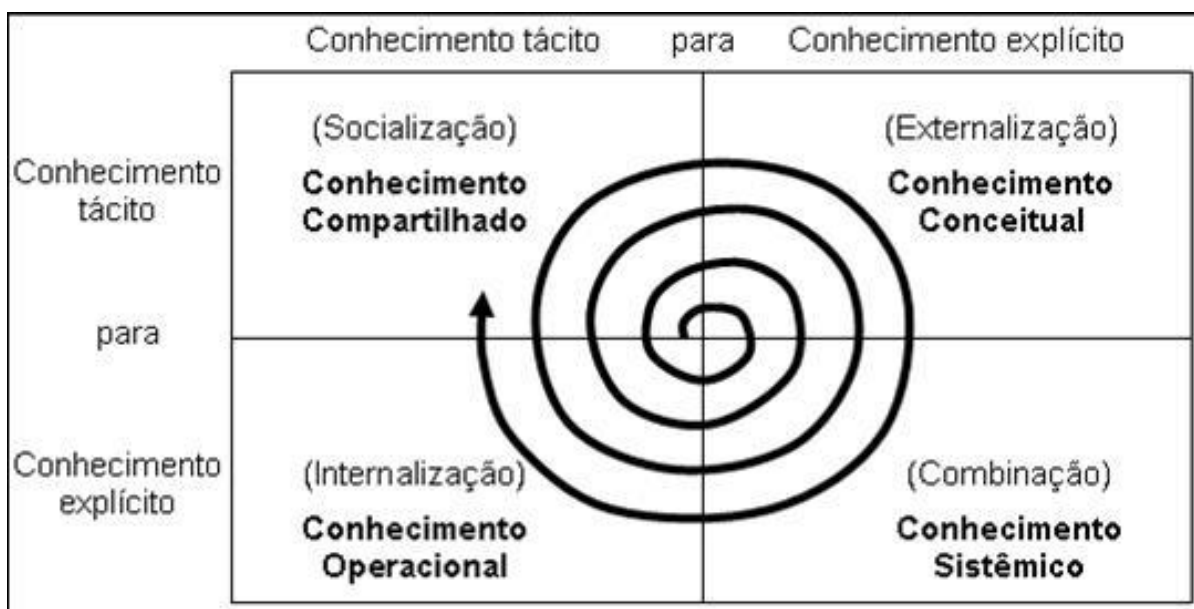 Conhecimento tácito para Conhecimento explícito
(Socialização)
Conhecimento
Compartilhado
(Externalização)
Conhecimento
Conceitual
Conhecimento
tácito
para
Conhecimento
explícito
(Internalização)
Conhecimento
Operacional
(Combinação)
Conhecimento
Sistêmico